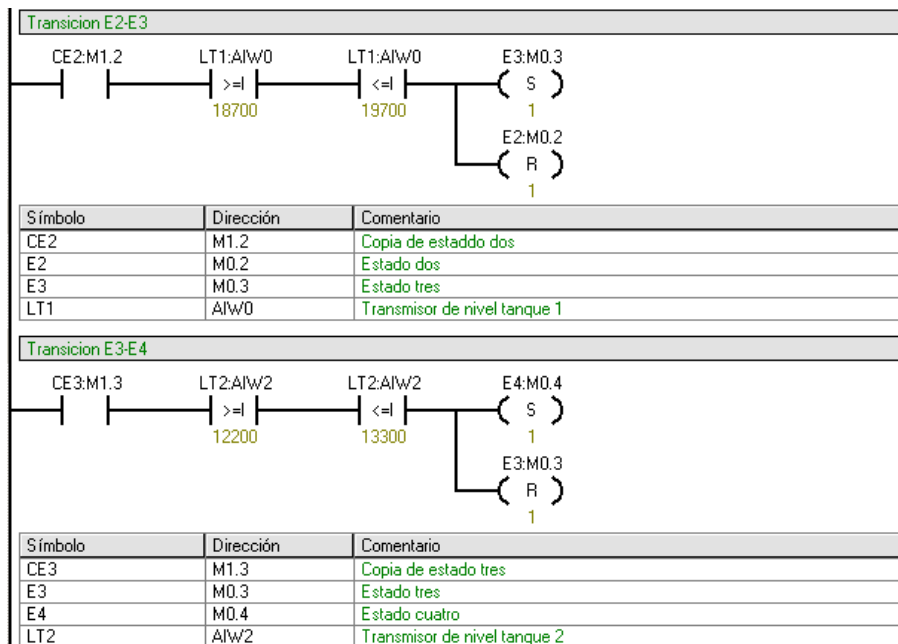 Transicion E2-E3
CE2:M1.2 LT1:AIW0 LT1:AIW0 E3:M0.3
>=I <=I S
18700 19700 1
E2:M0.2
R
1
Símbolo Dirección Comentario
CE2 M1.2 Copia de estaddo dos
E2 M0.2 Estado dos
E3 M0.3 Estado tres
LT1 AIW0 Transmisor de nivel tanque 1
Transicion E3-E4
CE3:M1.3 LT2:AIW2 LT2:AIW2 E4:M0.4
>=I <=I S
12200 13300 1
E3:M0.3
R
1
Símbolo Dirección Comentario
CE3 M1.3 Copia de estado tres
E3 M0.3 Estado tres
E4 M0.4 Estado cuatro
LT2 AIW2 Transmisor de nivel tanque 2